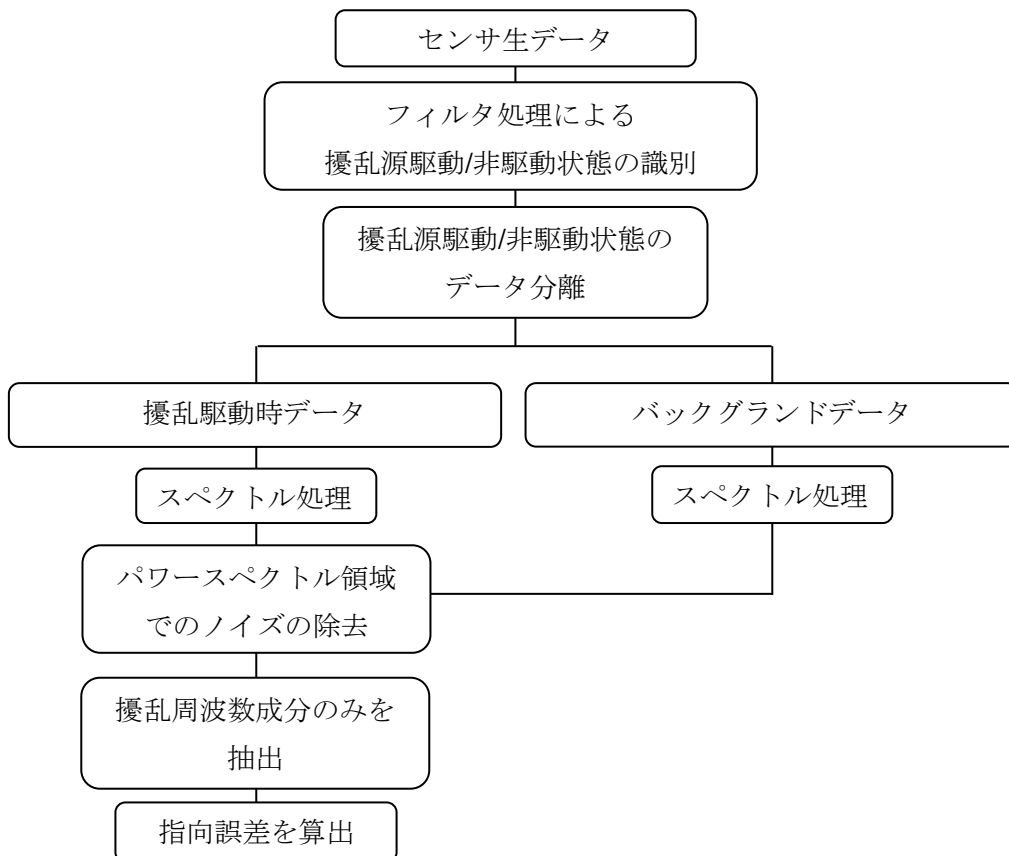 センサ生データ
フィルタ処理による
擾乱源駆動/非駆動状態の識別
擾乱源駆動/非駆動状態の
データ分離
擾乱駆動時データ
バックグランドデータ
スペクトル処理
スペクトル処理
パワースペクトル領域
でのノイズの除去
擾乱周波数成分のみを
抽出
指向誤差を算出